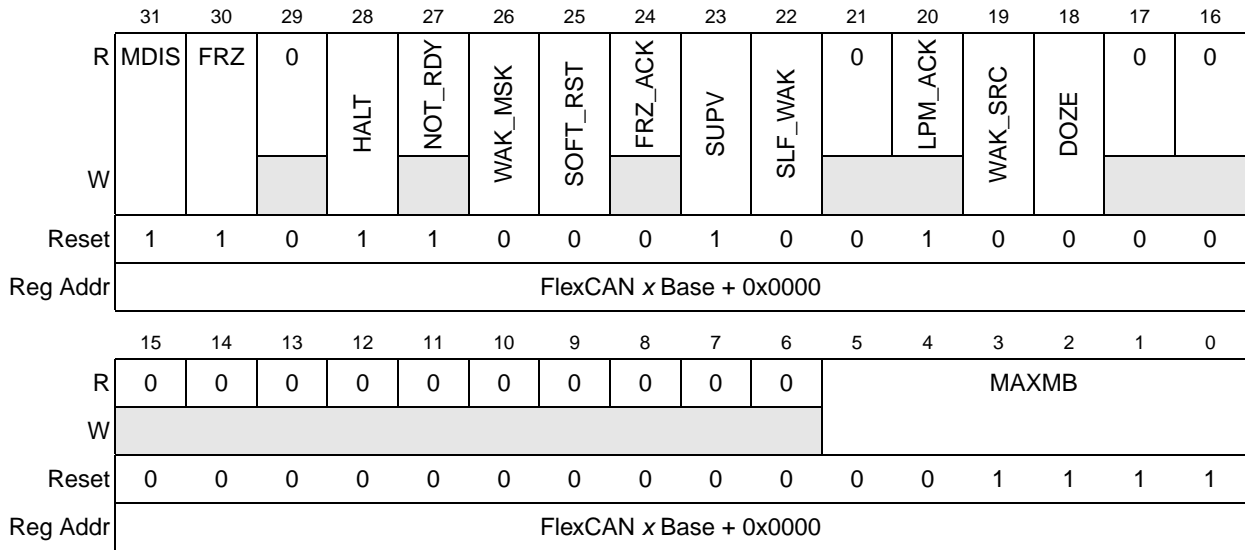 31 30 29 28 27 26 25 24 23 22 21 20 19 18 17 16
R MDIS FRZ 0 HALT NOT_RDY WAK_MSK SOFT_RST FRZ_ACK SUPV SLF_WAK 0 LPM_ACK WAK_SRC DOZE 0 0
W
Reset 1 1 0 1 1 0 0 0 1 0 0 1 0 0 0 0
Reg Addr FlexCAN x Base + 0x0000
15 14 13 12 11 10 9 8 7 6 5 4 3 2 1 0
R 0 0 0 0 0 0 0 0 0 0 MAXMB
W
Reset 0 0 0 0 0 0 0 0 0 0 0 0 1 1 1 1
Reg Addr FlexCAN x Base + 0x0000